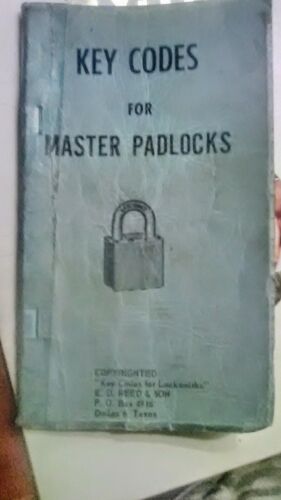 KEY CODES
FOR
MASTER PADLOCKS
COPYRIGHTED
"Key Codes for Locksmiths"
E. D. REED & SON
P. O. Box
Dallas Texas